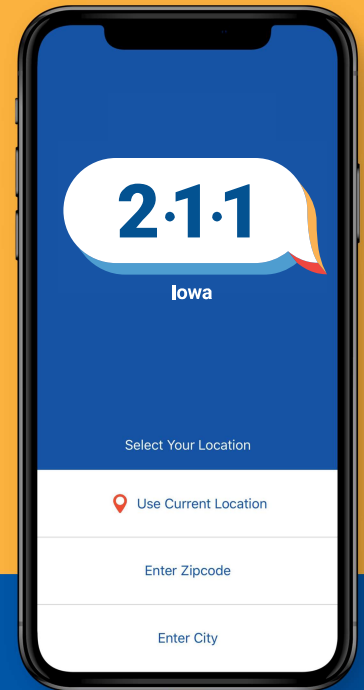 2·1·1
Iowa
Select Your Location
Use Current Location
Enter Zipcode
Enter City